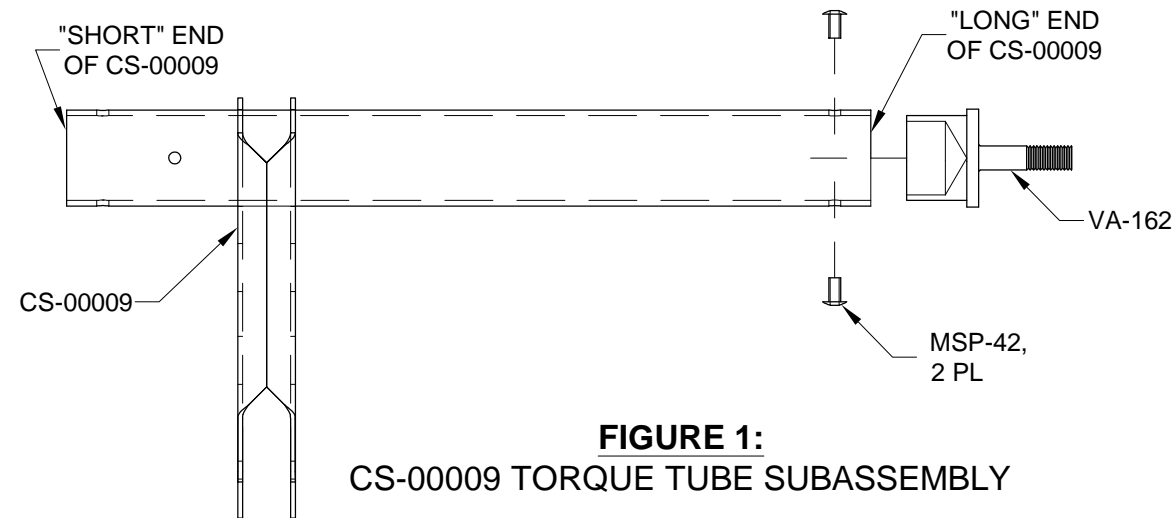 "SHORT" END
OF CS-00009
"LONG" END
OF CS-00009
VA-162
CS-00009
MSP-42,
2 PL
FIGURE 1:
CS-00009 TORQUE TUBE SUBASSEMBLY